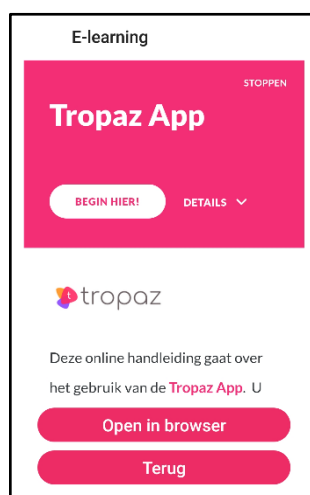 E-learning
STOPPEN
Tropaz App
BEGIN HIER!
DETAILS
tropaz
Deze online handleiding gaat over
het gebruik van de Tropaz App. U
Open in browser
Terug